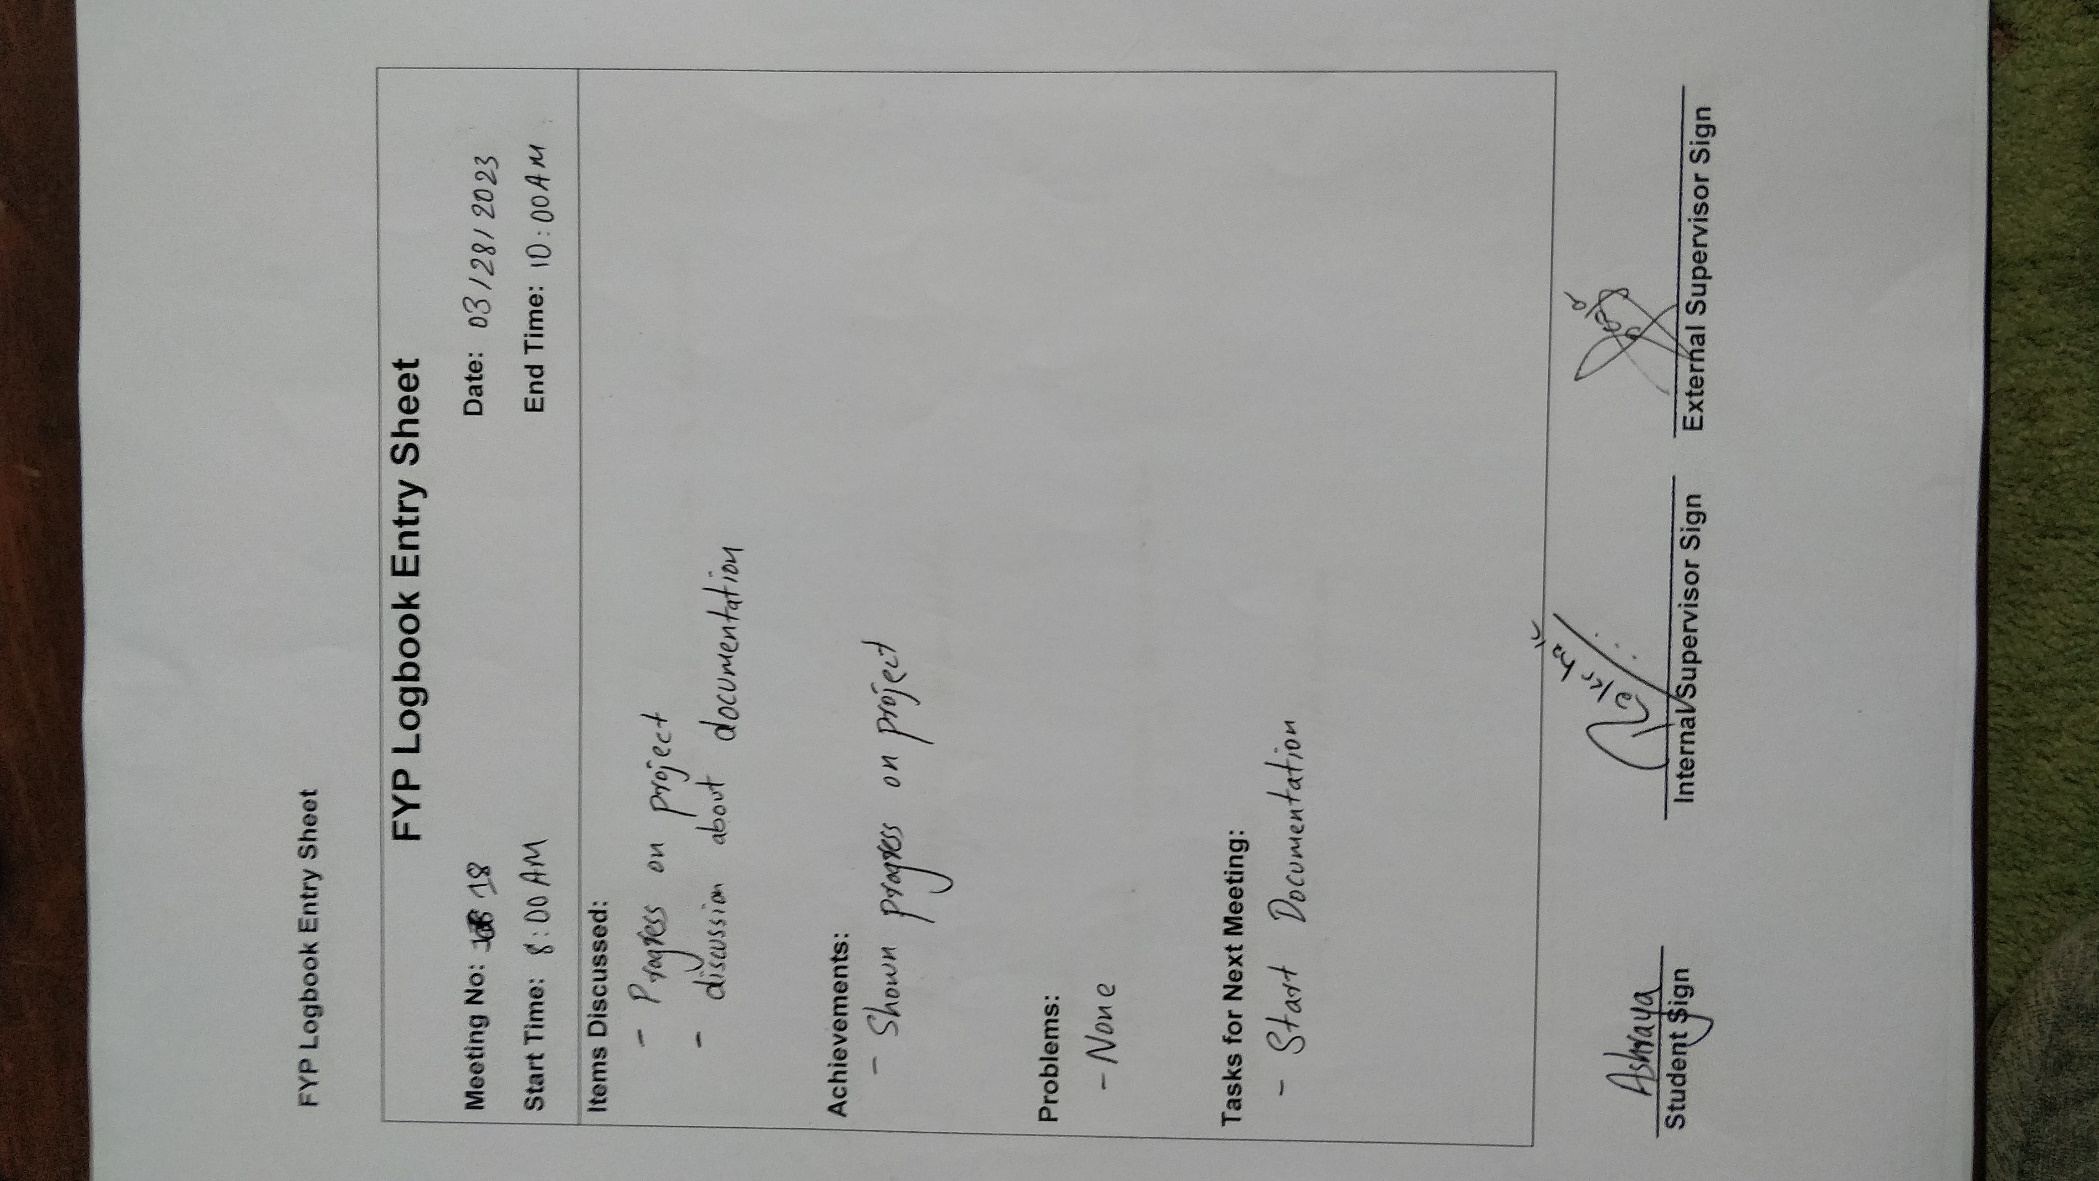 FYP Logbook Entry Sheet
FYP Logbook Entry Sheet
Meeting No: 18 Date: 03/28/2023
Start Time: 8:00 AM End Time: 10:00 AM
Items Discussed:
- Progress on project
- discussion about documentation
Achievements:
- Shown progress on project
Problems:
- None
Tasks for Next Meeting:
- Start Documentation
Ashraya
Student Sign Internal Supervisor Sign External Supervisor Sign